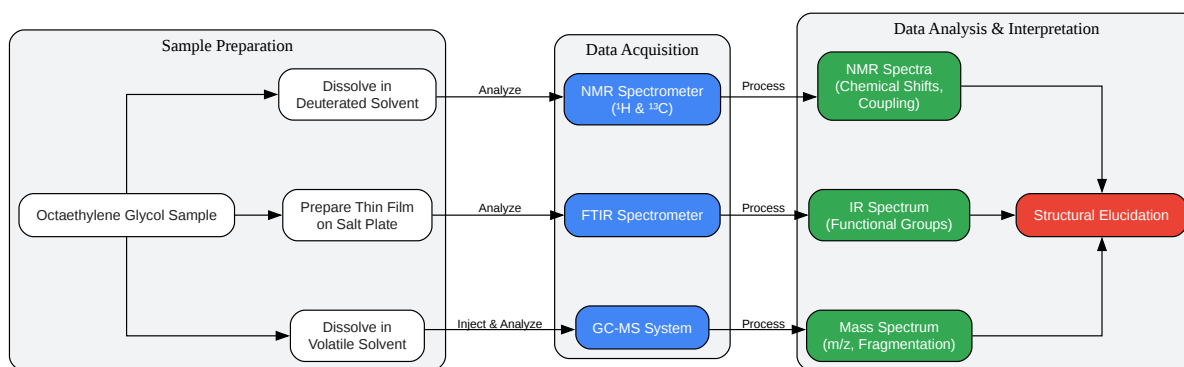 Sample Preparation
Dissolve in
Deuterated Solvent
Octaethylene Glycol Sample
Prepare Thin Film
on Salt Plate
Dissolve in
Volatile Solvent
Analyze
Analyze
Inject & Analyze
Data Acquisition
NMR Spectrometer
(¹H & ¹³C)
FTIR Spectrometer
GC-MS System
Process
Process
Process
Data Analysis & Interpretation
NMR Spectra
(Chemical Shifts,
Coupling)
IR Spectrum
(Functional Groups)
Mass Spectrum
(m/z, Fragmentation)
Structural Elucidation